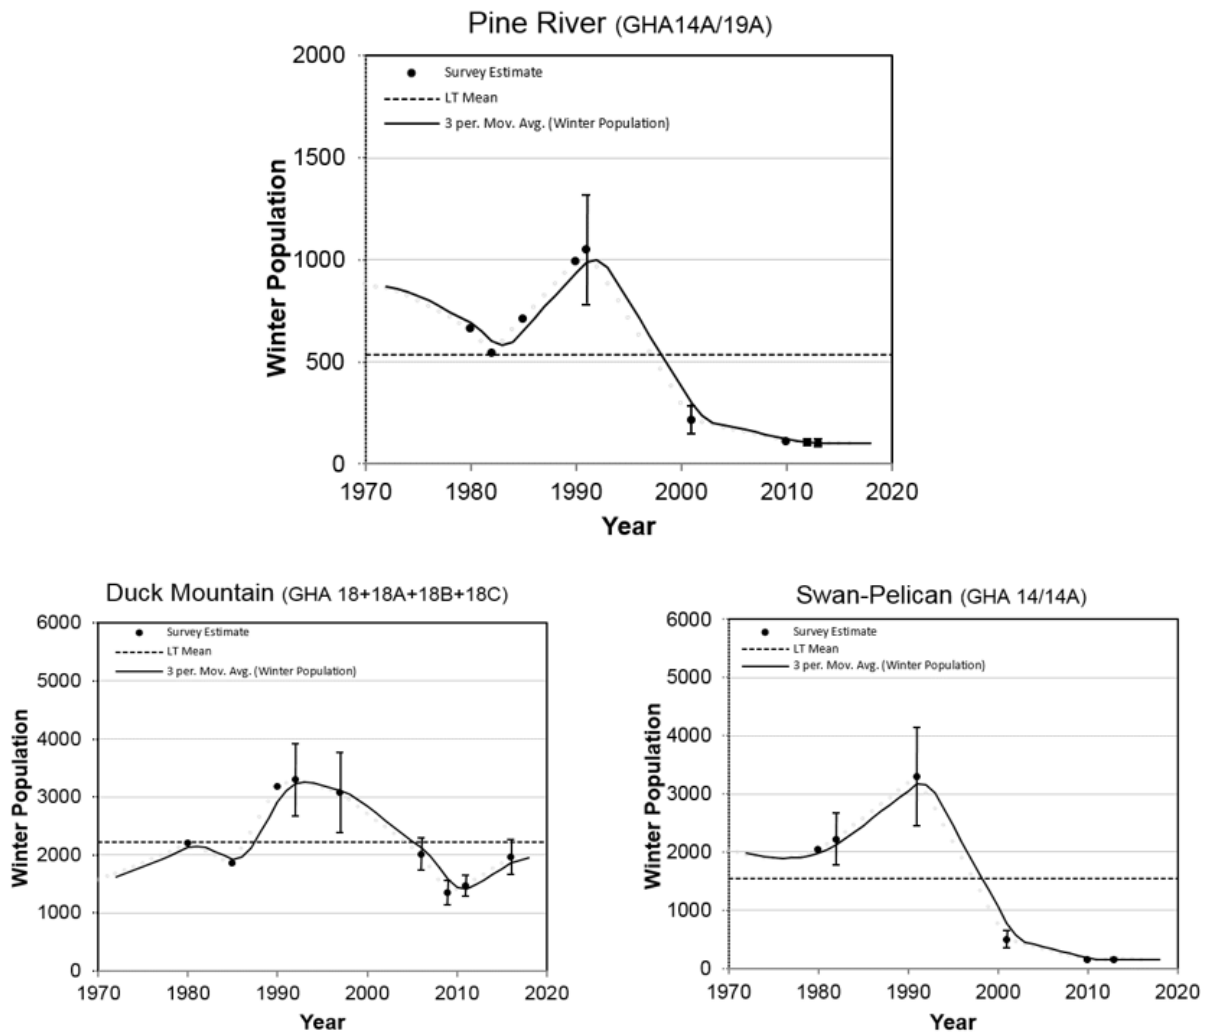 Pine River (GHA14A/19A)
2000
Survey Estimate
LT Mean
3 per. Mov. Avg. (Winter Population)
1500
1000
500
0
Winter Population
1970 1980 1990 2000 2010 2020
Year
Duck Mountain (GHA 18+18A+18B+18C)
6000
Survey Estimate
LT Mean
3 per. Mov. Avg. (Winter Population)
5000
4000
3000
2000
1000
0
Winter Population
1970 1980 1990 2000 2010 2020
Year
Swan-Pelican (GHA 14/14A)
6000
Survey Estimate
LT Mean
3 per. Mov. Avg. (Winter Population)
5000
4000
3000
2000
1000
0
Winter Population
1970 1980 1990 2000 2010 2020
Year